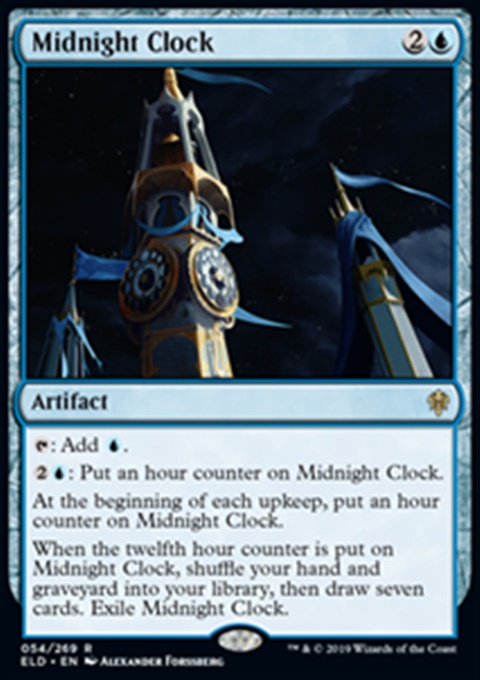 Midnight Clock 2
Artifact
: Add .
2 : Put an hour counter on Midnight Clock.
At the beginning of each upkeep, put an hour
counter on Midnight Clock.
When the twelfth hour counter is put on
Midnight Clock, shuffle your hand and
graveyard into your library, then draw seven
cards. Exile Midnight Clock.
054/269 R
™ & © 2019 Wizards of the Coast
ELD • EN Alexander Forssberg